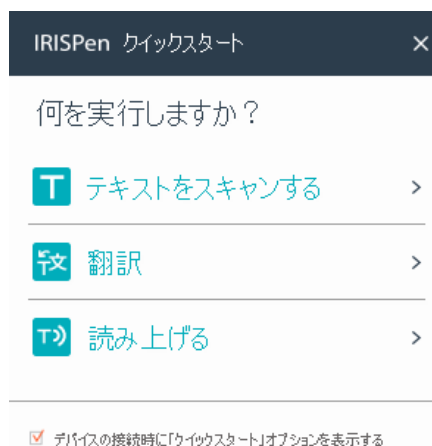 IRISPen クイックスタート
何を実行しますか？
テキストをスキャンする
翻訳
読み上げる
デバイスの接続時に「クイックスタート」オプションを表示する